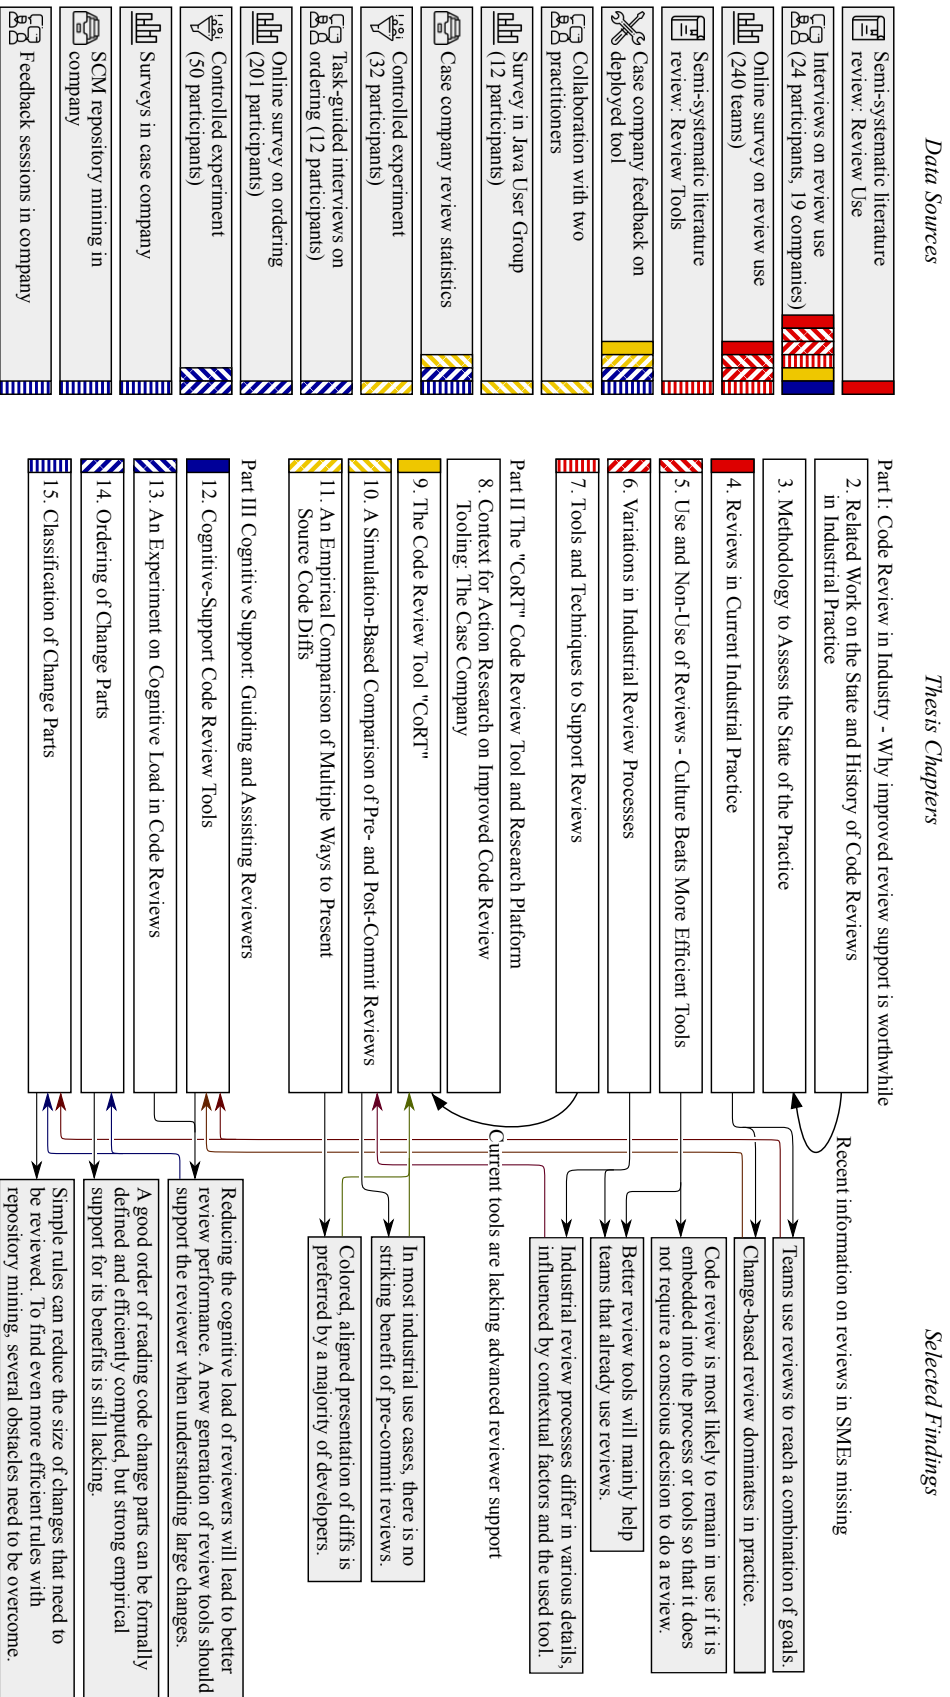 Data Sources
Semi-systematic literature
review: Review Use
Interviews on review use
(24 participants, 19 companies)
Online survey on review use
(240 teams)
Semi-systematic literature
review: Review Tools
Case company feedback on
deployed tool
Collaboration with two
practitioners
Survey in Java User Group
(12 participants)
Case company review statistics
Controlled experiment
(32 participants)
Task-guided interviews on
ordering (12 participants)
Online survey on ordering
(201 participants)
Controlled experiment
(50 participants)
Surveys in case company
SCM repository mining in
company
Feedback sessions in company
Thesis Chapters
Part I: Code Review in Industry - Why improved review support is worthwhile
2. Related Work on the State and History of Code Reviews
in Industrial Practice
3. Methodology to Assess the State of the Practice
4. Reviews in Current Industrial Practice
5. Use and Non-Use of Reviews - Culture Beats More Efficient Tools
6. Variations in Industrial Review Processes
7. Tools and Techniques to Support Reviews
Part II The "CoRT" Code Review Tool and Research Platform
8. Context for Action Research on Improved Code Review
Tooling: The Case Company
9. The Code Review Tool "CoRT"
10. A Simulation-Based Comparison of Pre- and Post-Commit Reviews
11. An Empirical Comparison of Multiple Ways to Present
Source Code Diffs
Part III Cognitive Support: Guiding and Assisting Reviewers
12. Cognitive-Support Code Review Tools
13. An Experiment on Cognitive Load in Code Reviews
14. Ordering of Change Parts
15. Classification of Change Parts
Selected Findings
Recent information on reviews in SMEs missing
Teams use reviews to reach a combination of goals.
Change-based review dominates in practice.
Code review is most likely to remain in use if it is
embedded into the process or tools so that it does
not require a conscious decision to do a review.
Better review tools will mainly help
teams that already use reviews.
Industrial review processes differ in various details,
influenced by contextual factors and the used tool.
Current tools are lacking advanced reviewer support
In most industrial use cases, there is no
striking benefit of pre-commit reviews.
Colored, aligned presentation of diffs is
preferred by a majority of developers.
Reducing the cognitive load of reviewers will lead to better
review performance. A new generation of review tools should
support the reviewer when understanding large changes.
A good order of reading code change parts can be formally
defined and efficiently computed, but strong empirical
support for its benefits is still lacking.
Simple rules can reduce the size of changes that need to
be reviewed. To find even more efficient rules with
repository mining, several obstacles need to be overcome.